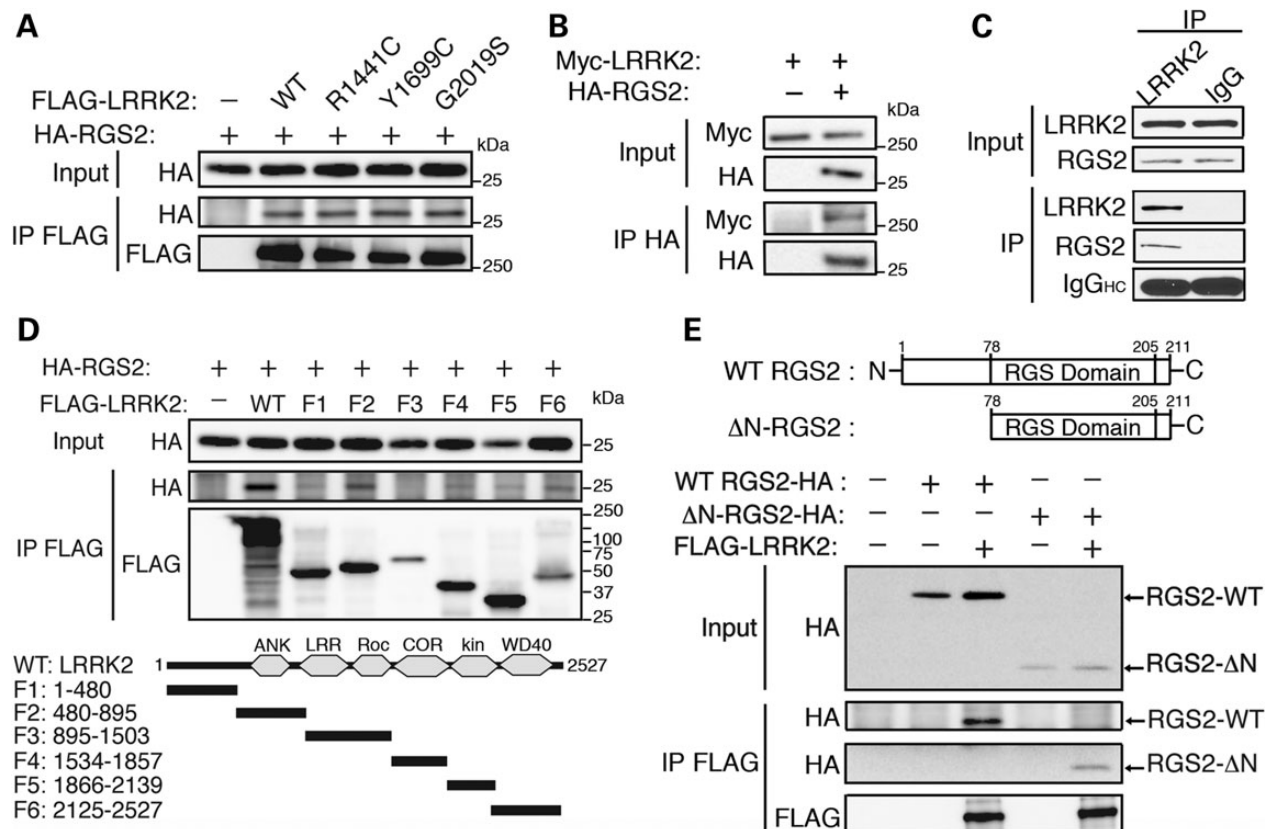 A
FLAG-LRRK2: – WT R1441C Y1699C G2019S
HA-RGS2: + + + + +
kDa
Input HA 25
IP FLAG HA 25
FLAG 250
B
Myc-LRRK2: + +
HA-RGS2: – +
kDa
Input Myc 250
HA 25
IP HA Myc 250
HA 25
C
IP
LRRK2 IgG
Input LRRK2
RGS2
IP LRRK2
RGS2
IgGHC
D
HA-RGS2: + + + + + + + +
FLAG-LRRK2: – WT F1 F2 F3 F4 F5 F6 kDa
Input HA 25
IP FLAG HA 25
FLAG 250
100
75
50
37
25
ANK LRR Roc COR kin WD40
WT: LRRK2 1 2527
F1: 1-480
F2: 480-895
F3: 895-1503
F4: 1534-1857
F5: 1866-2139
F6: 2125-2527
E
1 78 205 211
WT RGS2 : N RGS Domain C
78 205 211
ΔN-RGS2 : RGS Domain C
WT RGS2-HA : – + + – –
ΔN-RGS2-HA: – – – + +
FLAG-LRRK2: – – + – +
Input HA RGS2-WT
RGS2-ΔN
IP FLAG HA RGS2-WT
HA RGS2-ΔN
FLAG